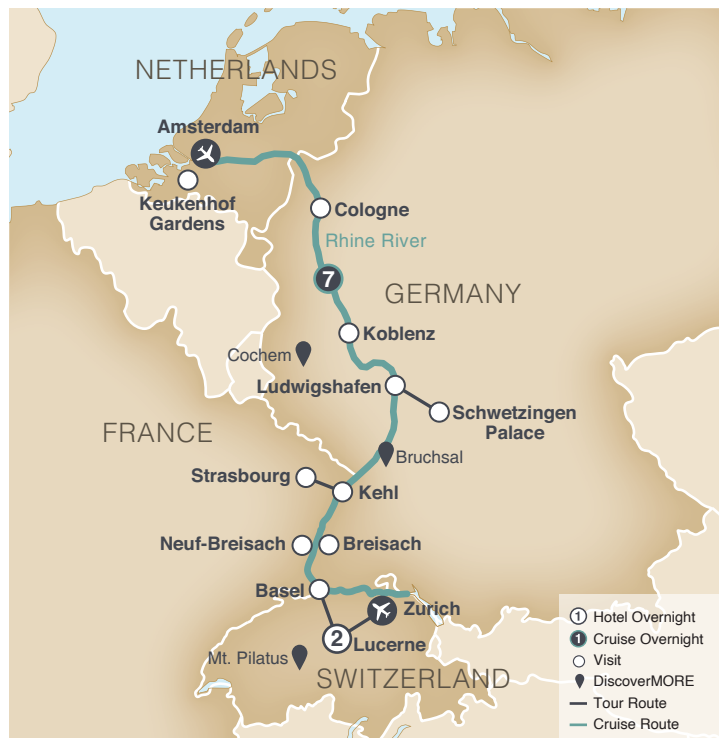 NETHERLANDS
Amsterdam
Keukenhof
Gardens
Cologne
Rhine River
7
GERMANY
Koblenz
Cochem
Ludwigshafen
Schwetzingen
Palace
FRANCE
Bruchsal
Strasbourg
Kehl
Neuf-Breisach
Breisach
Basel
Zurich
2
Lucerne
Mt. Pilatus
SWITZERLAND
1 Hotel Overnight
1 Cruise Overnight
Visit
DiscoverMORE
Tour Route
Cruise Route